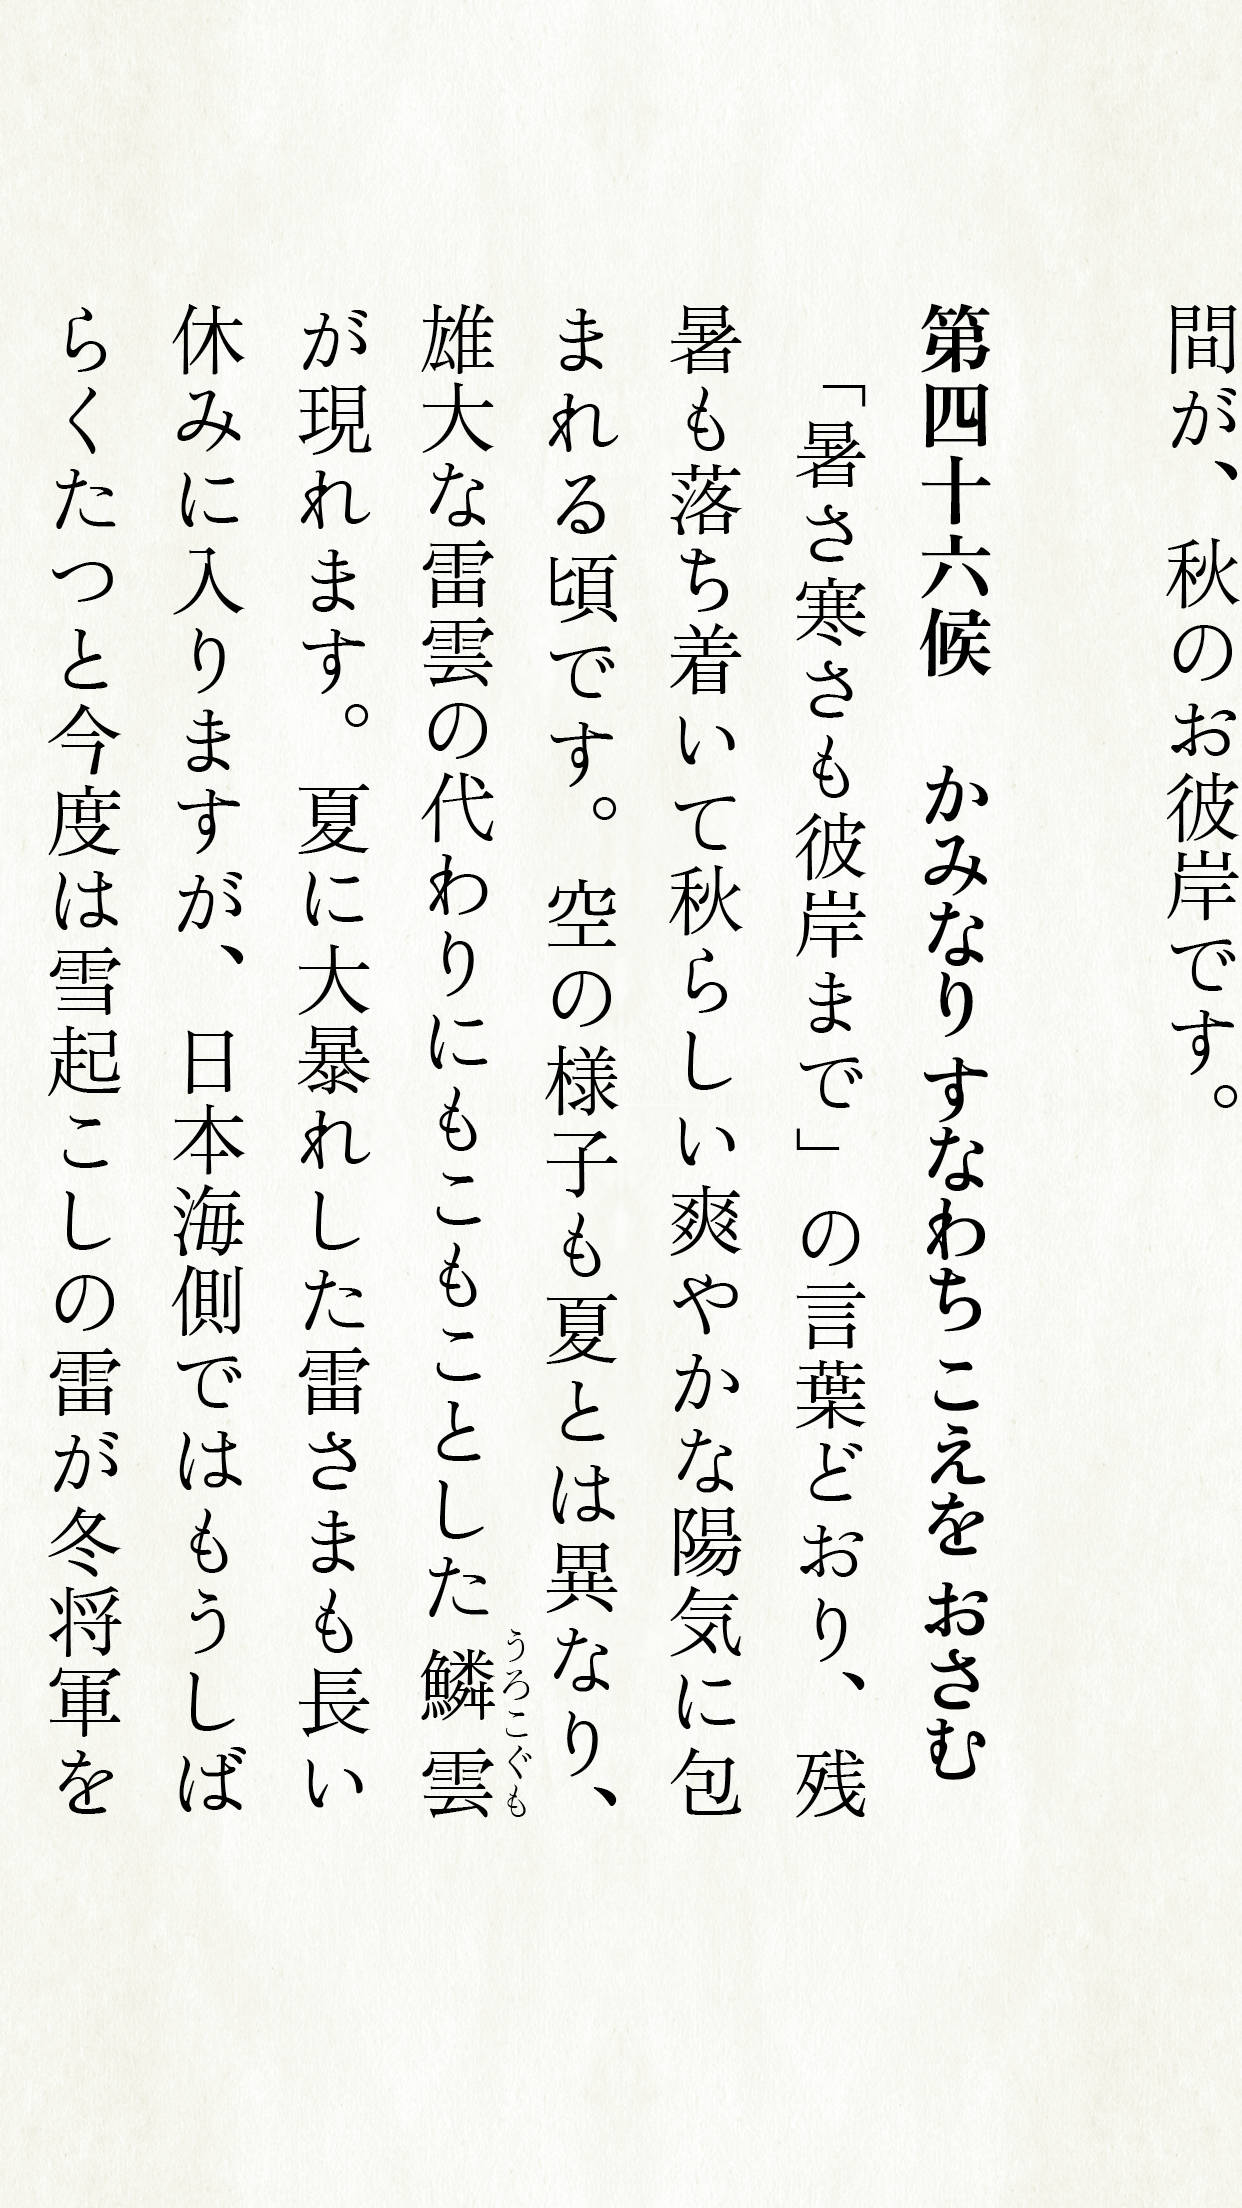 間が、秋のお彼岸です。
第四十六候　かみなりすなわちこえをおさむ
「暑さ寒さも彼岸まで」の言葉どおり、残
暑も落ち着いて秋らしい爽やかな陽気に包
まれる頃です。空の様子も夏とは異なり、
雄大な雷雲の代わりにもこもことした鱗雲
うろこぐも
が現れます。夏に大暴れした雷さまも長い
休みに入りますが、日本海側ではもうしば
らくたつと今度は雪起こしの雷が冬将軍を